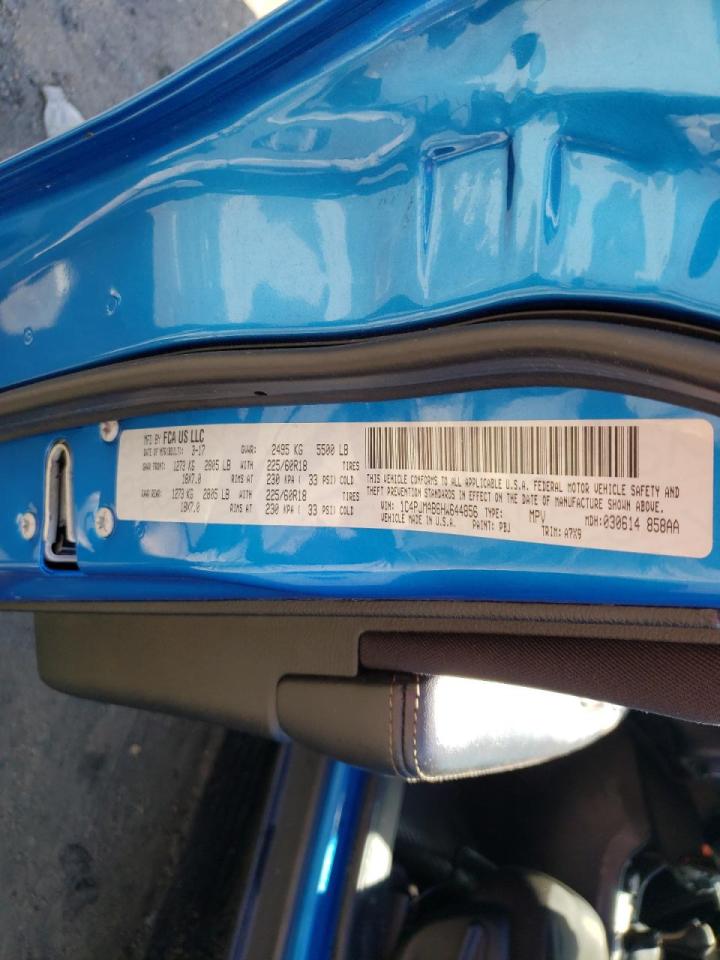 MFD BY FCA US LLC
DATE OF MFR(BUILT): 3-17 GVWR: 2495 KG 5500 LB
GAWR FRONT: 1273 KG 2805 LB WITH 225/60R18 TIRES
18X7.0 RIMS AT 230 KPA ( 33 PSI) COLD
GAWR REAR: 1273 KG 2805 LB WITH 225/60R18 TIRES
18X7.0 RIMS AT 230 KPA ( 33 PSI) COLD
THIS VEHICLE CONFORMS TO ALL APPLICABLE U.S.A. FEDERAL MOTOR VEHICLE SAFETY AND
THEFT PREVENTION STANDARDS IN EFFECT ON THE DATE OF MANUFACTURE SHOWN ABOVE.
VIN: 1C4PJMAB6HW644856 TYPE: MPV MDH: 030614 858AA
VEHICLE MADE IN U.S.A. PAINT: PBJ TRIM: A7X9